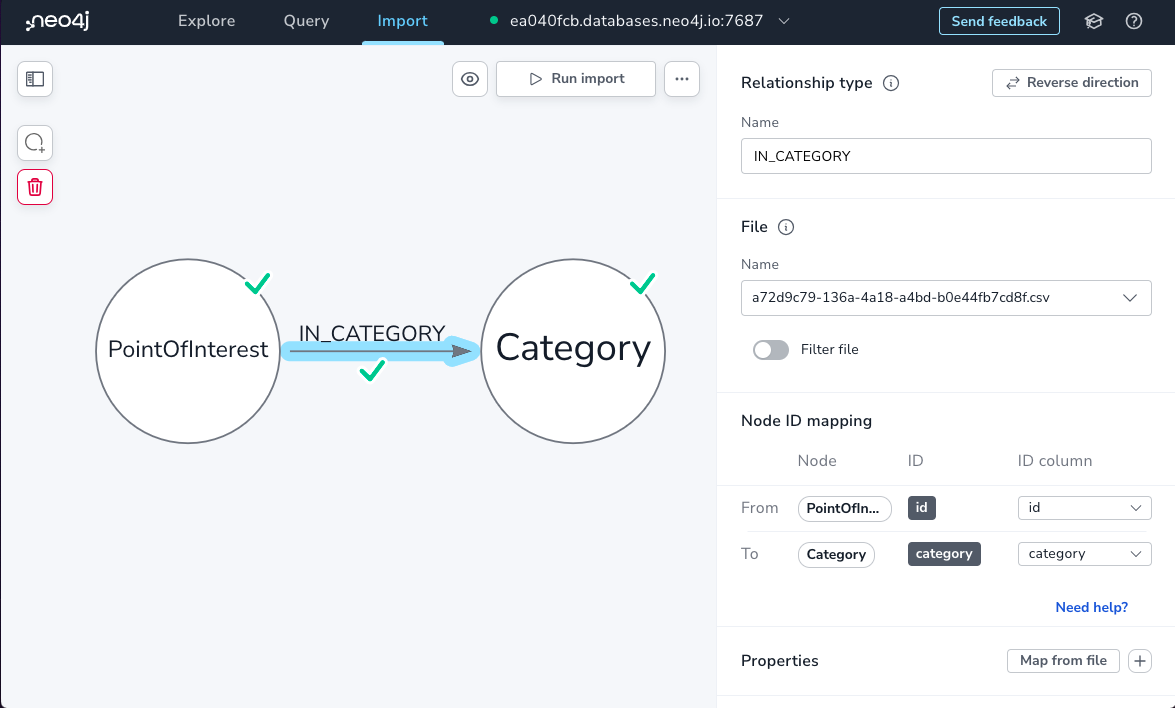 .neo4j Explore Query Import ea040fcb.databases.neo4j.io:7687 Send feedback
Run import
Relationship type Reverse direction
Name
IN_CATEGORY
File
Name
a72d9c79-136a-4a18-a4bd-b0e44fb7cd8f.csv
Filter file
PointOfInterest IN_CATEGORY Category
Node ID mapping
Node ID ID column
From PointOfIn... id id
To Category category category
Need help?
Properties Map from file